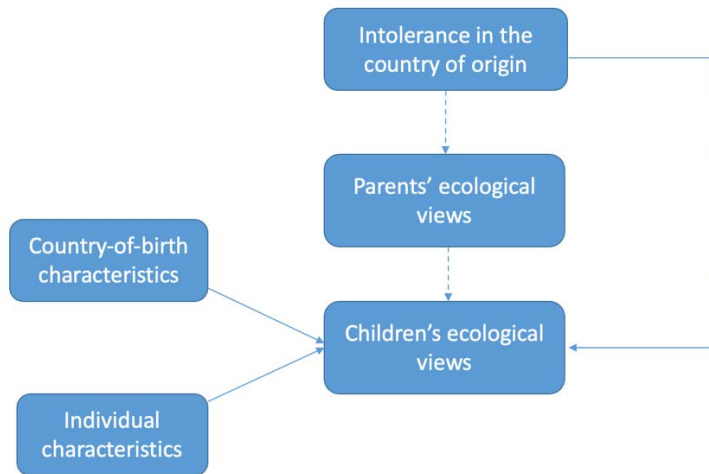 Intolerance in the
country of origin
Parents’ ecological
views
Country-of-birth
characteristics
Children’s ecological
views
Individual
characteristics